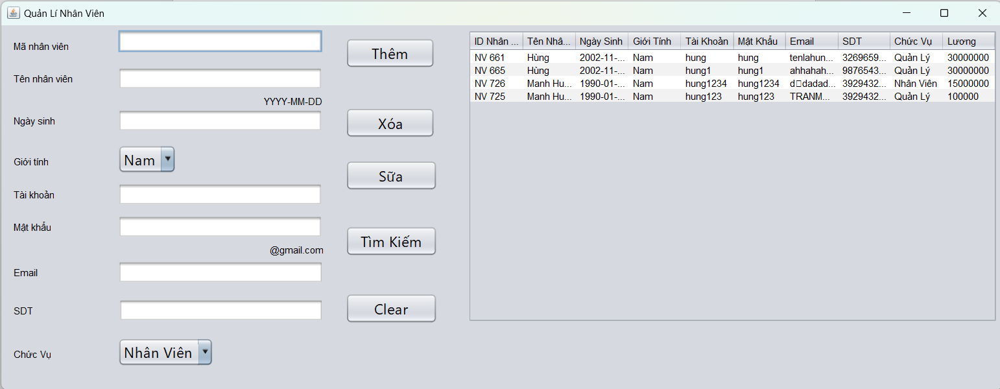 Quản Lí Nhân Viên
Mã nhân viên
Tên nhân viên
YYYY-MM-DD
Ngày sinh
Giới tính
Nam
Tài khoản
Mật khẩu
@gmail.com
Email
SDT
Chức Vụ
Nhân Viên
Thêm
Xóa
Sữa
Tìm Kiếm
Clear
ID Nhân ... Tên Nhâ... Ngày Sinh Giới Tính Tài Khoản Mật Khẩu Email SDT Chức Vụ Lương
NV 661 Hùng 2002-11-... Nam hung hung tenlahun... 3269659... Quản Lý 30000000
NV 665 Hùng 2002-11-... Nam hung1 hung1 ahhahah... 9876543... Quản Lý 30000000
NV 726 Manh Hu... 1990-01-... Nam hung1234 hung1234 d□dadad... 3929432... Nhân Viên 15000000
NV 725 Manh Hu... 1990-01-... Nam hung123 hung123 TRANM... 3929432... Quản Lý 100000